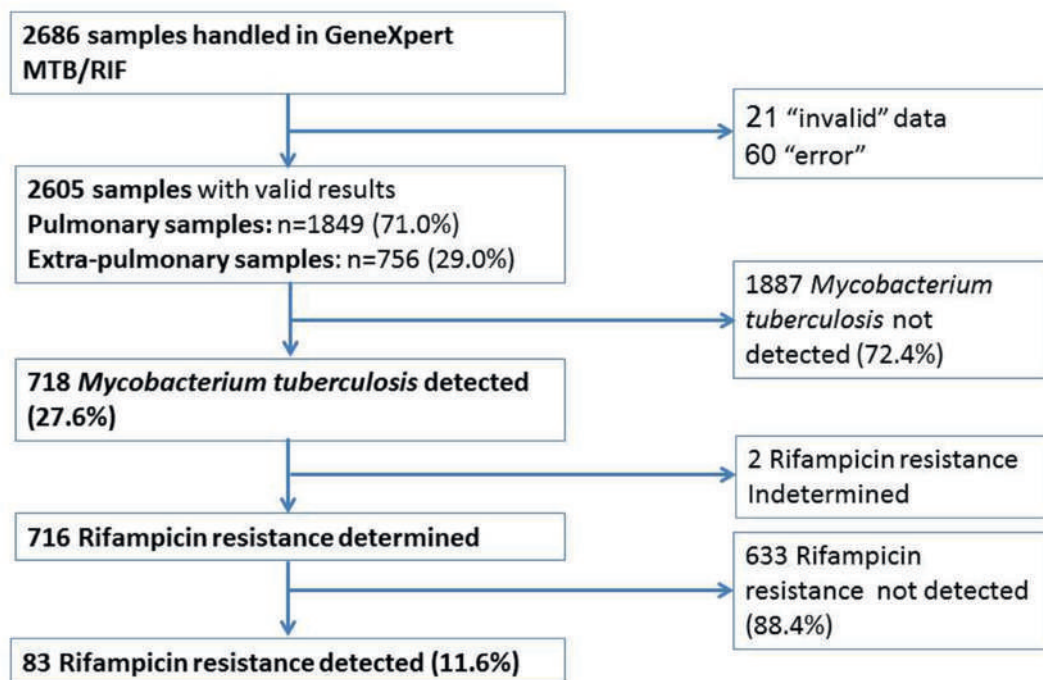 2686 samples handled in GeneXpert
MTB/RIF
21 “invalid” data
60 “error”
2605 samples with valid results
Pulmonary samples: n=1849 (71.0%)
Extra-pulmonary samples: n=756 (29.0%)
1887 Mycobacterium
tuberculosis not
detected (72.4%)
718 Mycobacterium tuberculosis detected
(27.6%)
2 Rifampicin resistance
Indetermined
716 Rifampicin resistance determined
633 Rifampicin
resistance not detected
(88.4%)
83 Rifampicin resistance detected (11.6%)